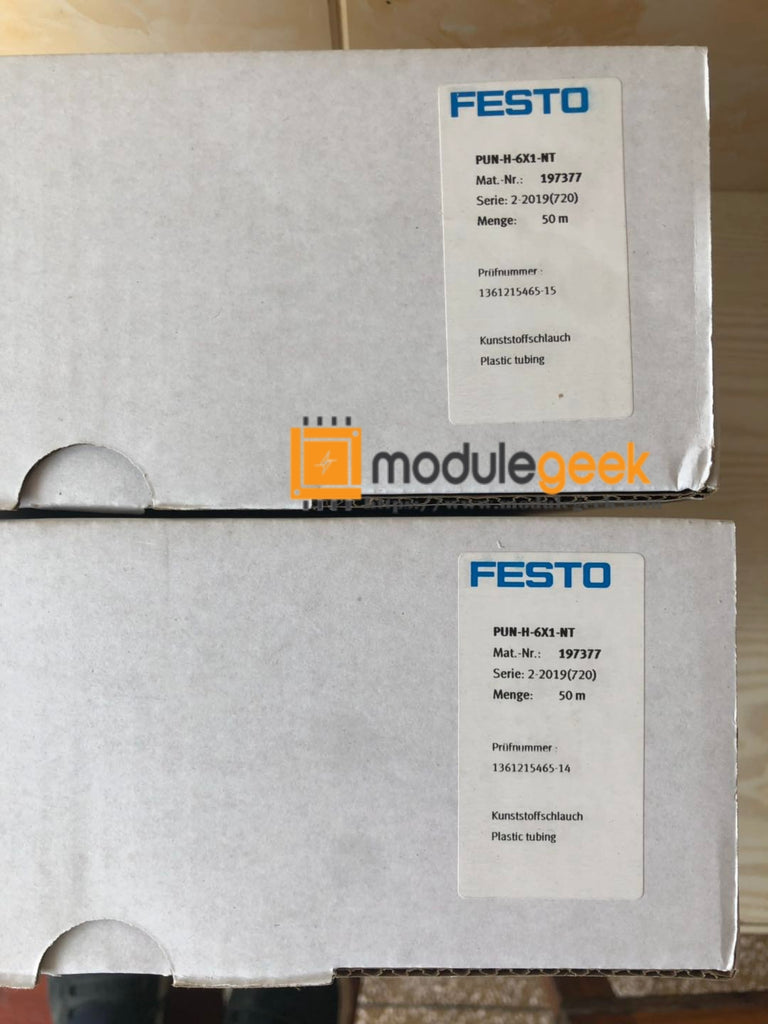 FESTO
PUN-H-6X1-NT
Mat.-Nr.: 197377
Serie: 2-2019(720)
Menge: 50 m
Prüfnummer :
1361215465-15
Kunststoffschlauch
Plastic tubing
modulegeek
FESTO
PUN-H-6X1-NT
Mat.-Nr.: 197377
Serie: 2-2019(720)
Menge: 50 m
Prüfnummer :
1361215465-14
Kunststoffschlauch
Plastic tubing